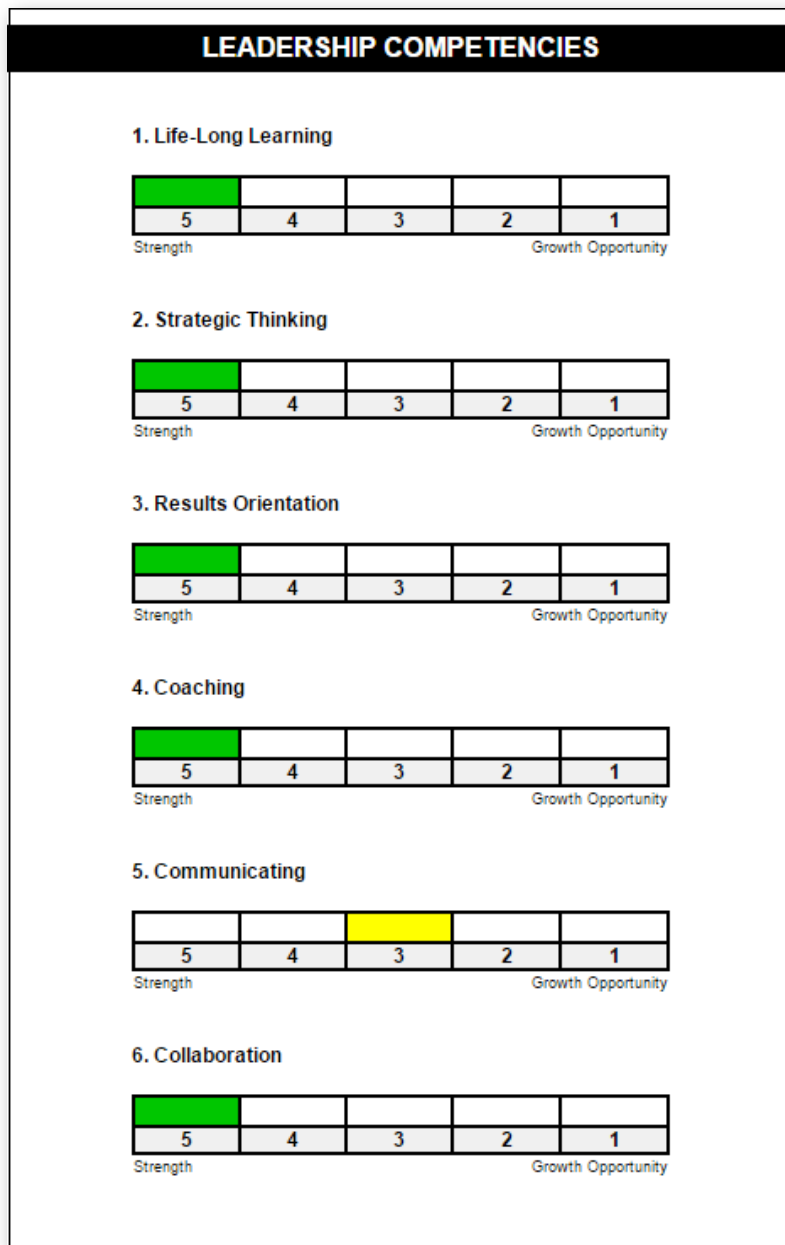 LEADERSHIP COMPETENCIES
1. Life-Long Learning
5 4 3 2 1
Strength Growth Opportunity
2. Strategic Thinking
5 4 3 2 1
Strength Growth Opportunity
3. Results Orientation
5 4 3 2 1
Strength Growth Opportunity
4. Coaching
5 4 3 2 1
Strength Growth Opportunity
5. Communicating
5 4 3 2 1
Strength Growth Opportunity
6. Collaboration
5 4 3 2 1
Strength Growth Opportunity